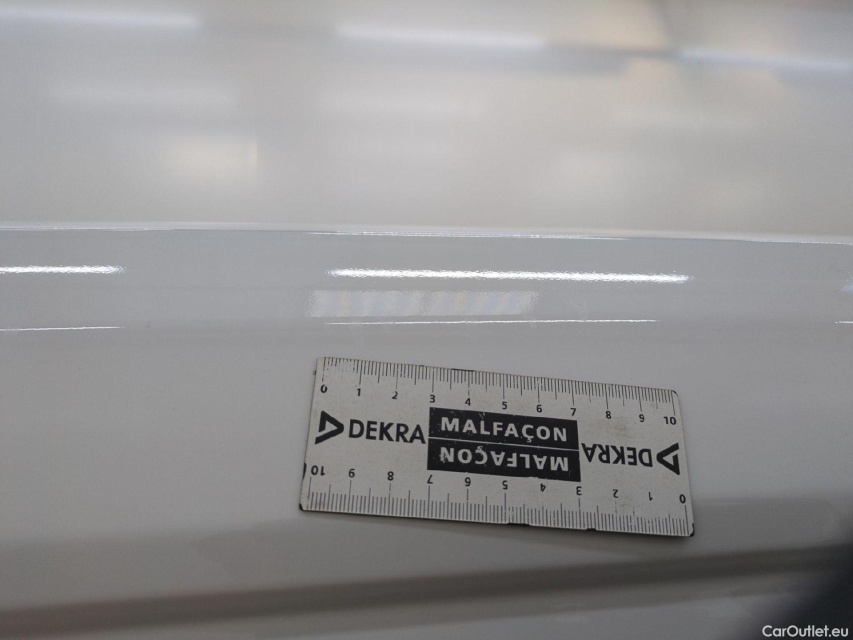 0 1 2 3 4 5 6 7 8 9 10
DEKRA MALFAÇON DEKRA
MALFAÇON
10 9 8 7 6 5 4 3 2 1 0
CarOutlet.eu